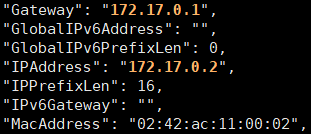 "Gateway": "172.17.0.1",
"GlobalIPv6Address": "",
"GlobalIPv6PrefixLen": 0,
"IPAddress": "172.17.0.2",
"IPPrefixLen": 16,
"IPv6Gateway": "",
"MacAddress": "02:42:ac:11:00:02",